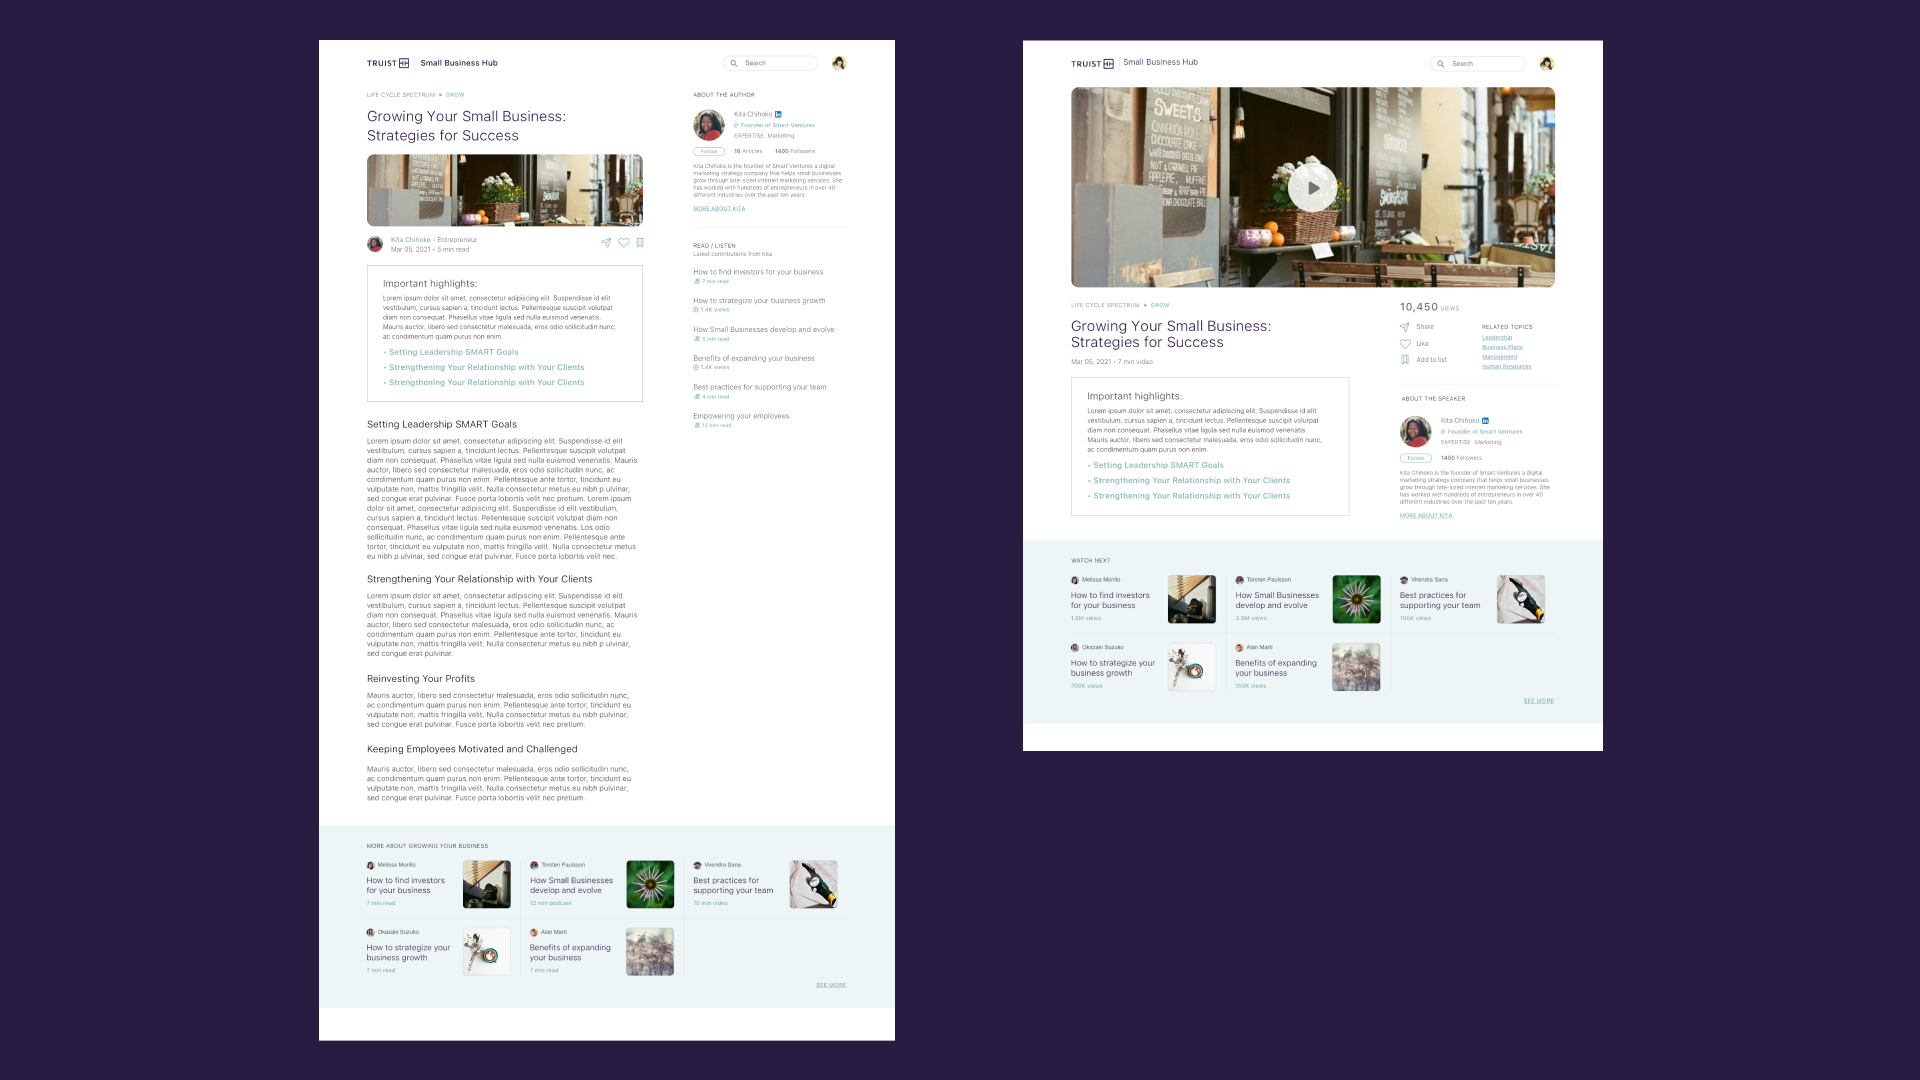 TRUIST Small Business Hub
Search
LIFE CYCLE SPECTRUM ▸ GROW
Growing Your Small Business:
Strategies for Success
Kita Chihoko • Entrepreneur
Mar 05, 2021 • 5 min read
Important highlights:
Lorem ipsum dolor sit amet, consectetur adipiscing elit. Suspendisse id elit
vestibulum, cursus sapien a, tincidunt lectus. Pellentesque suscipit volutpat
diam non consequat. Phasellus vitae ligula sed nulla euismod venenatis.
Mauris auctor, libero sed consectetur malesuada, eros odio sollicitudin nunc,
ac condimentum quam purus non enim.
• Setting Leadership SMART Goals
• Strengthening Your Relationship with Your Clients
• Strengthening Your Relationship with Your Clients
Setting Leadership SMART Goals
Lorem ipsum dolor sit amet, consectetur adipiscing elit. Suspendisse id elit
vestibulum, cursus sapien a, tincidunt lectus. Pellentesque suscipit volutpat
diam non consequat. Phasellus vitae ligula sed nulla euismod venenatis. Mauris
auctor, libero sed consectetur malesuada, eros odio sollicitudin nunc, ac
condimentum quam purus non enim. Pellentesque ante tortor, tincidunt eu
vulputate non, mattis fringilla velit. Nulla consectetur metus eu nibh p ulvinar,
sed congue erat pulvinar. Fusce porta lobortis velit nec pretium. Lorem ipsum
dolor sit amet, consectetur adipiscing elit. Suspendisse id elit vestibulum,
cursus sapien a, tincidunt lectus. Pellentesque suscipit volutpat diam non
consequat. Phasellus vitae ligula sed nulla euismod venenatis. Los odio
sollicitudin nunc, ac condimentum quam purus non enim. Pellentesque ante
tortor, tincidunt eu vulputate non, mattis fringilla velit. Nulla consectetur metus
eu nibh p ulvinar, sed congue erat pulvinar. Fusce porta lobortis velit nec.
Strengthening Your Relationship with Your Clients
Lorem ipsum dolor sit amet, consectetur adipiscing elit. Suspendisse id elit
vestibulum, cursus sapien a, tincidunt lectus. Pellentesque suscipit volutpat
diam non consequat. Phasellus vitae ligula sed nulla euismod venenatis. Mauris
auctor, libero sed consectetur malesuada, eros odio sollicitudin nunc, ac
condimentum quam purus non enim. Pellentesque ante tortor, tincidunt eu
vulputate non, mattis fringilla velit. Nulla consectetur metus eu nibh p ulvinar,
sed congue erat pulvinar.
Reinvesting Your Profits
Mauris auctor, libero sed consectetur malesuada, eros odio sollicitudin nunc,
ac condimentum quam purus non enim. Pellentesque ante tortor, tincidunt eu
vulputate non, mattis fringilla velit. Nulla consectetur metus eu nibh pulvinar,
sed congue erat pulvinar. Fusce porta lobortis velit nec pretium.
Keeping Employees Motivated and Challenged
Mauris auctor, libero sed consectetur malesuada, eros odio sollicitudin nunc,
ac condimentum quam purus non enim. Pellentesque ante tortor, tincidunt eu
vulputate non, mattis fringilla velit. Nulla consectetur metus eu nibh pulvinar,
sed congue erat pulvinar. Fusce porta lobortis velit nec pretium.
ABOUT THE AUTHOR
Kita Chihoko in
Founder of Smart Ventures
EXPERTISE Marketing
Follow 16 Articles 1400 Followers
Kita Chihoko is the founder of Smart Ventures a digital
marketing strategy company that helps small businesses
grow through bite-sized internet marketing services. She
has worked with hundreds of entrepreneurs in over 40
different industries over the past ten years.
MORE ABOUT KITA
READ / LISTEN
Latest contributions from Kita
How to find investors for your business
7 min read
How to strategize your business growth
1.4K views
How Small Businesses develop and evolve
5 min read
Benefits of expanding your business
1.4K views
Best practices for supporting your team
4 min read
Empowering your employees
12 min read
MORE ABOUT GROWING YOUR BUSINESS
Melissa Morillo
How to find investors
for your business
7 min read
Torsten Paulsson
How Small Businesses
develop and evolve
12 min podcast
Virendra Sana
Best practices for
supporting your team
10 min video
Okazaki Suzuko
How to strategize your
business growth
7 min read
Alan Marti
Benefits of expanding
your business
7 min read
SEE MORE
TRUIST Small Business Hub
Search
SWEETS
CINNAMON ROLL
LIFE CYCLE SPECTRUM ▸ GROW
Growing Your Small Business:
Strategies for Success
Mar 05, 2021 • 7 min video
Important highlights:
Lorem ipsum dolor sit amet, consectetur adipiscing elit. Suspendisse id elit
vestibulum, cursus sapien a, tincidunt lectus. Pellentesque suscipit volutpat
diam non consequat. Phasellus vitae ligula sed nulla euismod venenatis.
Mauris auctor, libero sed consectetur malesuada, eros odio sollicitudin nunc,
ac condimentum quam purus non enim.
• Setting Leadership SMART Goals
• Strengthening Your Relationship with Your Clients
• Strengthening Your Relationship with Your Clients
10,450 VIEWS
Share
Like
Add to list
RELATED TOPICS
Leadership
Business Plans
Management
Human Resources
ABOUT THE SPEAKER
Kita Chihoko in
Founder of Smart Ventures
EXPERTISE Marketing
Follow 1400 Followers
Kita Chihoko is the founder of Smart Ventures a digital
marketing strategy company that helps small businesses
grow through bite-sized internet marketing services. She
has worked with hundreds of entrepreneurs in over 40
different industries over the past ten years.
MORE ABOUT KITA
WATCH NEXT
Melissa Morillo
How to find investors
for your business
1.5M views
Torsten Paulsson
How Small Businesses
develop and evolve
2.5M views
Virendra Sana
Best practices for
supporting your team
100K views
Okazaki Suzuko
How to strategize your
business growth
700K views
Alan Marti
Benefits of expanding
your business
150K views
SEE MORE